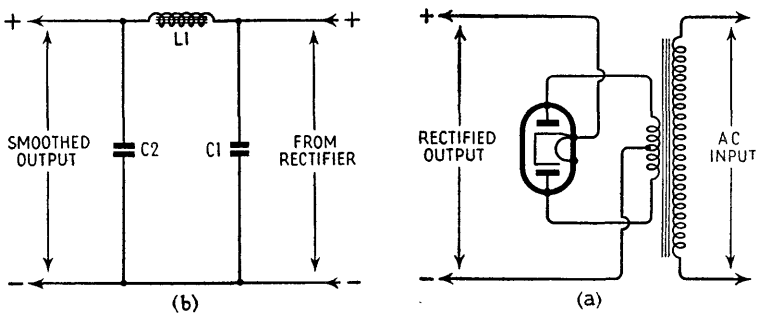 + L1 +
SMOOTHED
OUTPUT
C2
C1
FROM
RECTIFIER
- -
(b)
+
RECTIFIED
OUTPUT
AC
INPUT
-
(a)